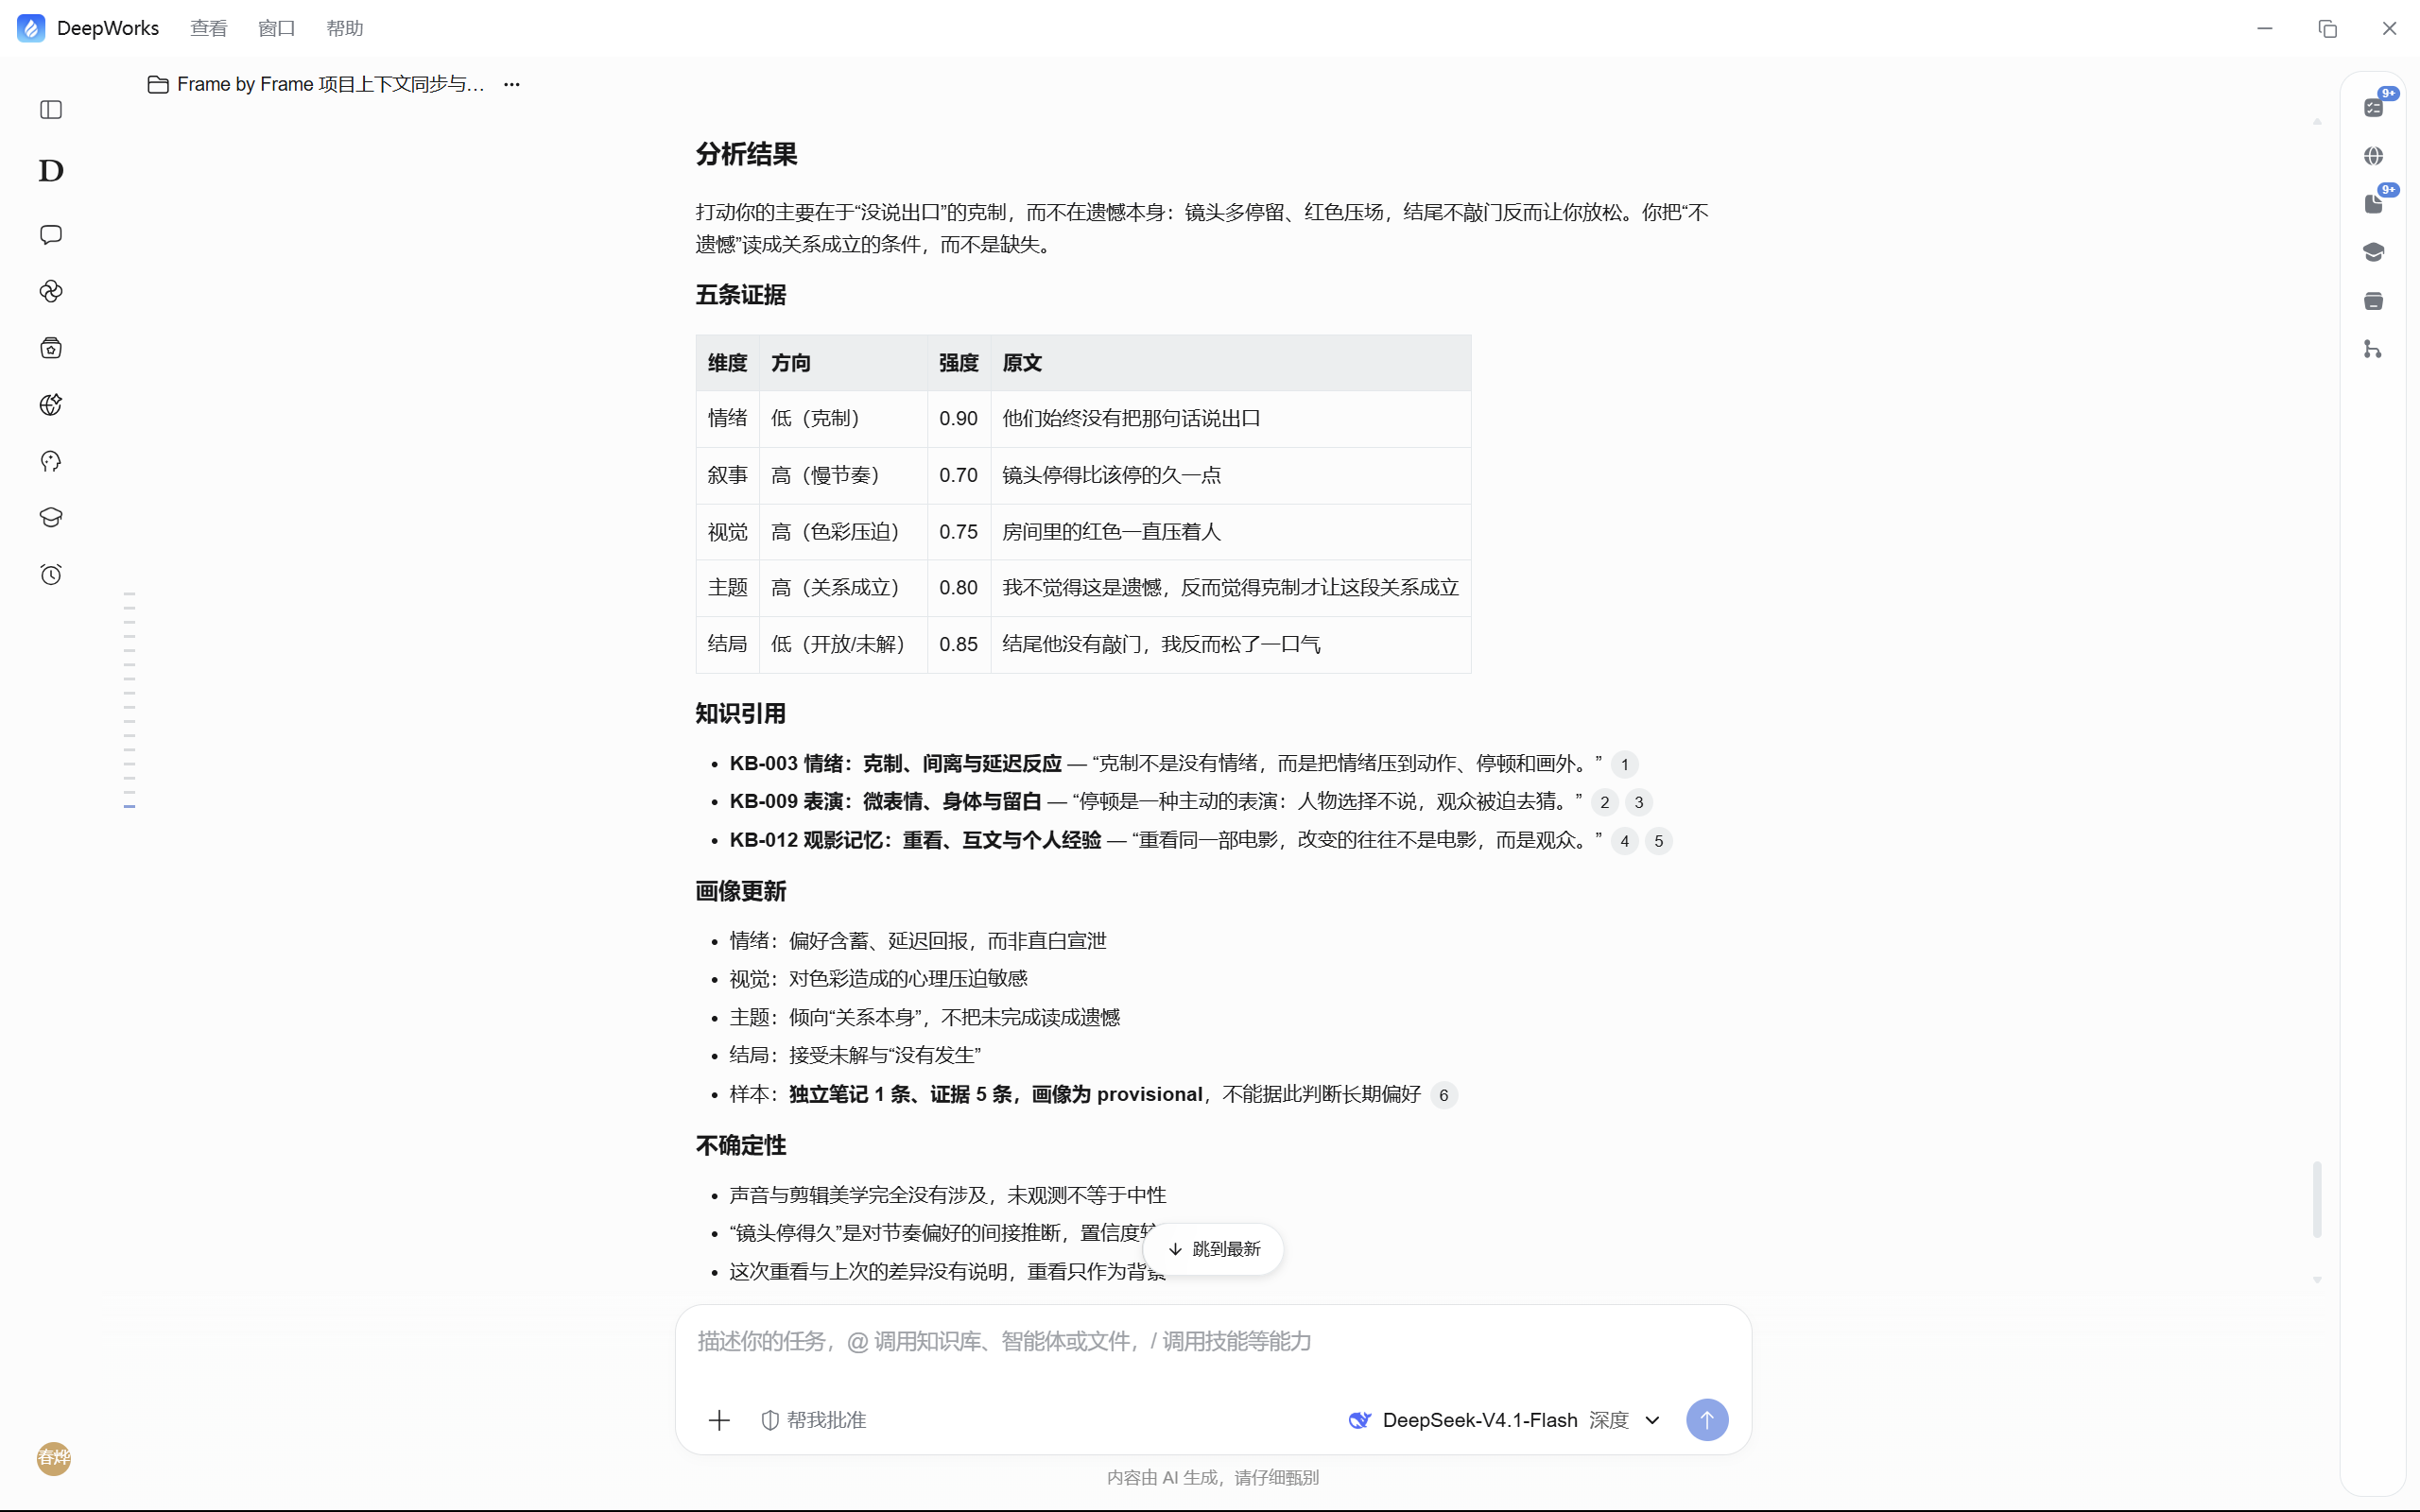 DeepWorks 查看 窗口 帮助
Frame by Frame 项目上下文同步与… ···
D
9+
9+
分析结果
打动你的主要在于“没说出口”的克制，而不在遗憾本身：镜头多停留、红色压场，结尾不敲门反而让你放松。你把“不
遗憾”读成关系成立的条件，而不是缺失。
五条证据
维度 方向 强度 原文
情绪 低（克制） 0.90 他们始终没有把那句话说出口
叙事 高（慢节奏） 0.70 镜头停得比该停的久一点
视觉 高（色彩压迫） 0.75 房间里的红色一直压着人
主题 高（关系成立） 0.80 我不觉得这是遗憾，反而觉得克制才让这段关系成立
结局 低（开放/未解） 0.85 结尾他没有敲门，我反而松了一口气
知识引用
• KB-003 情绪：克制、间离与延迟反应 — “克制不是没有情绪，而是把情绪压到动作、停顿和画外。” 1
• KB-009 表演：微表情、身体与留白 — “停顿是一种主动的表演：人物选择不说，观众被迫去猜。” 2 3
• KB-012 观影记忆：重看、互文与个人经验 — “重看同一部电影，改变的往往不是电影，而是观众。” 4 5
画像更新
• 情绪：偏好含蓄、延迟回报，而非直白宣泄
• 视觉：对色彩造成的心理压迫敏感
• 主题：倾向“关系本身”，不把未完成读成遗憾
• 结局：接受未解与“没有发生”
• 样本：独立笔记 1 条、证据 5 条，画像为 provisional，不能据此判断长期偏好 6
不确定性
• 声音与剪辑美学完全没有涉及，未观测不等于中性
• “镜头停得久”是对节奏偏好的间接推断，置信度
• 这次重看与上次的差异没有说明，重看只作为背景
跳到最新
描述你的任务，@ 调用知识库、智能体或文件，/ 调用技能等能力
帮我批准 DeepSeek-V4.1-Flash 深度
春烨
内容由 AI 生成，请仔细甄别